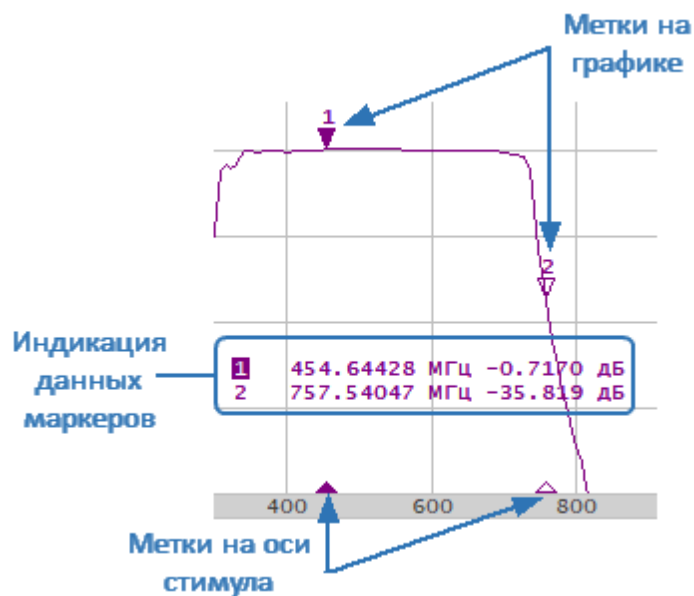 Метки на
графике
1
2
Индикация
данных
маркеров
1 454.64428 МГц -0.7170 дБ
2 757.54047 МГц -35.819 дБ
400 600 800
Метки на оси
стимула